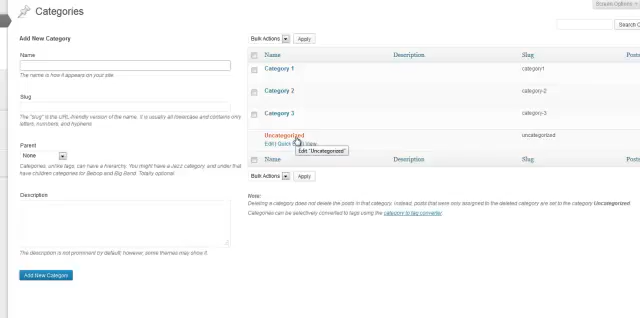 Categories
Screen Options
Search C
Add New Category
Name
The name is how it appears on your site
Slug
The "slug" is the URL-friendly version of the name. It is usually all lowercase and contains only
letters, numbers, and hyphens
Parent
None
Categories, unlike tags, can have a hierarchy. You might have a Jazz category, and under that
have children categories for Bebop and Big Band. Totally optional
Description
The description is not prominent by default; however, some themes may show it.
Add New Category
Bulk Actions Apply
Name Description Slug Posts
Category 1 category1
Category 2 category-2
Category 3 category-3
Uncategorized uncategorized
Edit | Quick Edit View
Edit "Uncategorized"
Name Description Slug Posts
Bulk Actions Apply
Note:
Deleting a category does not delete the posts in that category. Instead, posts that were only assigned to the deleted category are set to the category Uncategorized
Categories can be selectively converted to tags using the category to tag converter